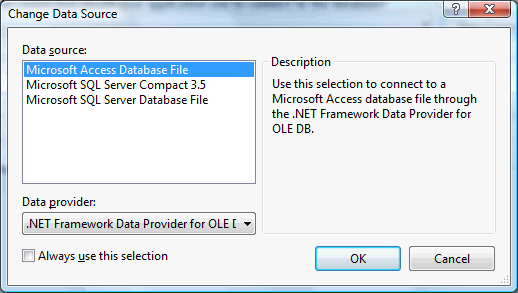 Change Data Source
Data source:
Microsoft Access Database File
Microsoft SQL Server Compact 3.5
Microsoft SQL Server Database File
Description
Use this selection to connect to a
Microsoft Access database file through
the .NET Framework Data Provider for
OLE DB.
Data provider:
.NET Framework Data Provider for OLE D
Always use this selection
OK
Cancel